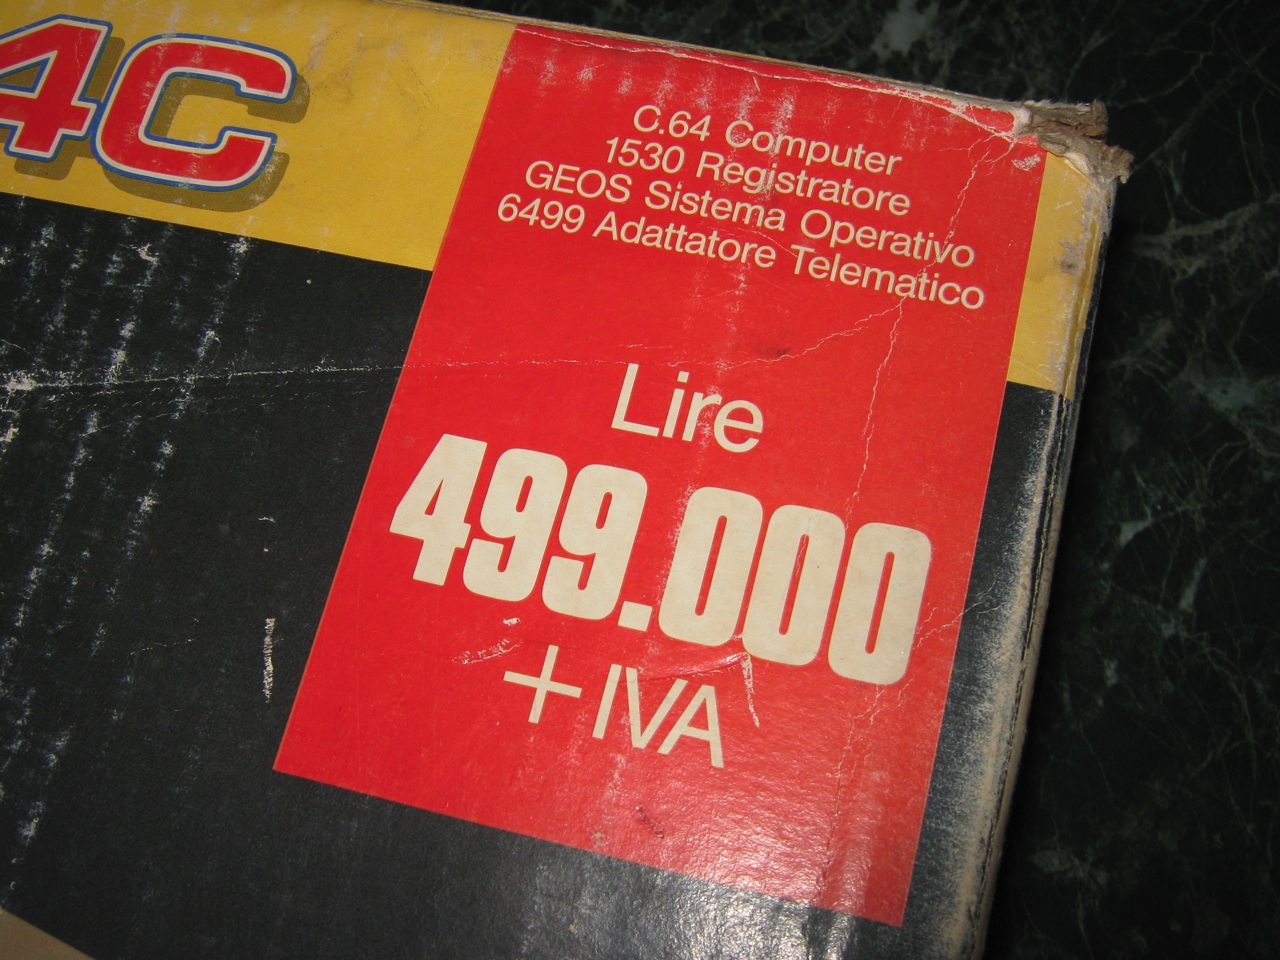 4C
C.64 Computer
1530 Registratore
GEOS Sistema Operativo
6499 Adattatore Telematico
Lire
499.000
+ IVA